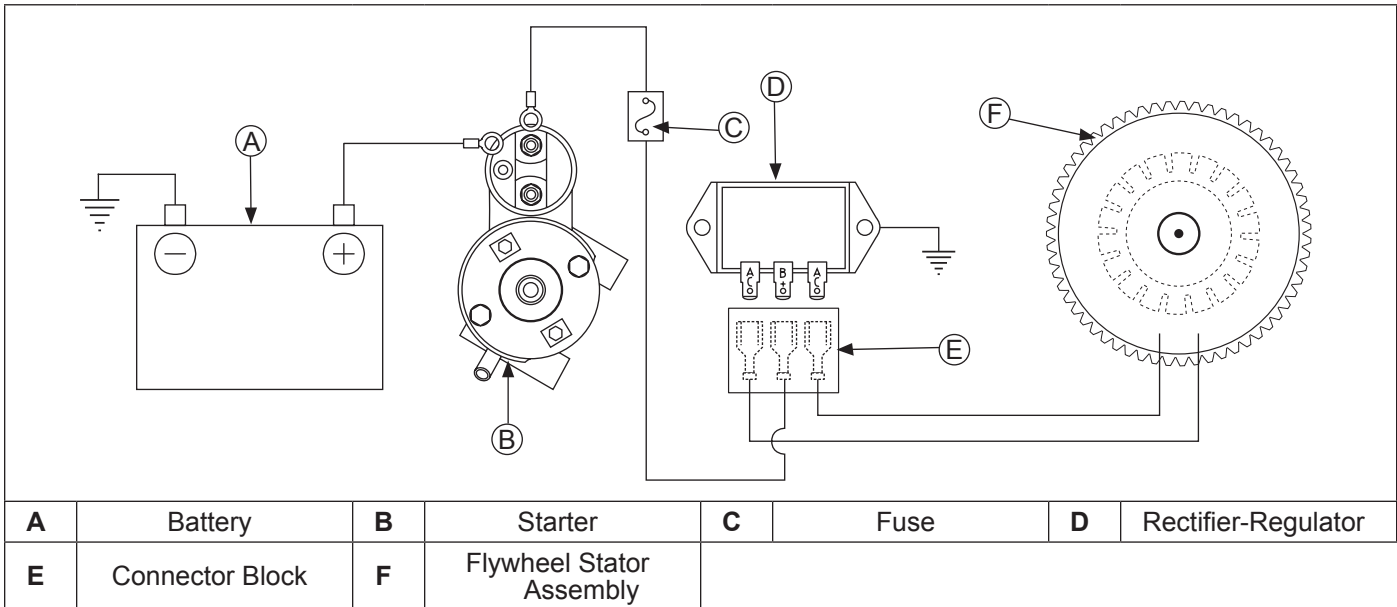 A
−
+
B
C
D
AC
B+
AC
E
F
A Battery B Starter C Fuse D Rectifier-Regulator
E Connector Block F Flywheel Stator
Assembly